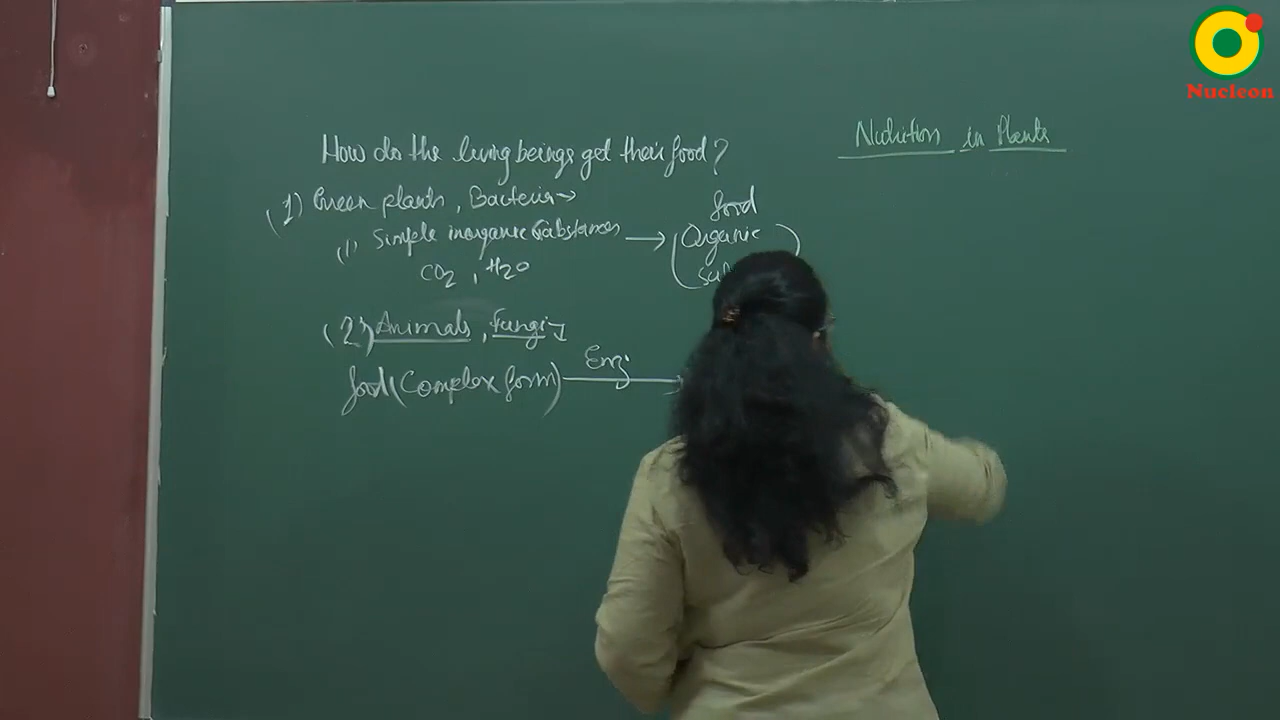 Nucleon
Nutrition in Plants
How do the living beings get their food?
(1) Green plants, Bacteria→
(1) Simple inorganic substances → food (Organic
CO2, H2O
(2) Animals, Fungi
food (Complex form) Enz. →